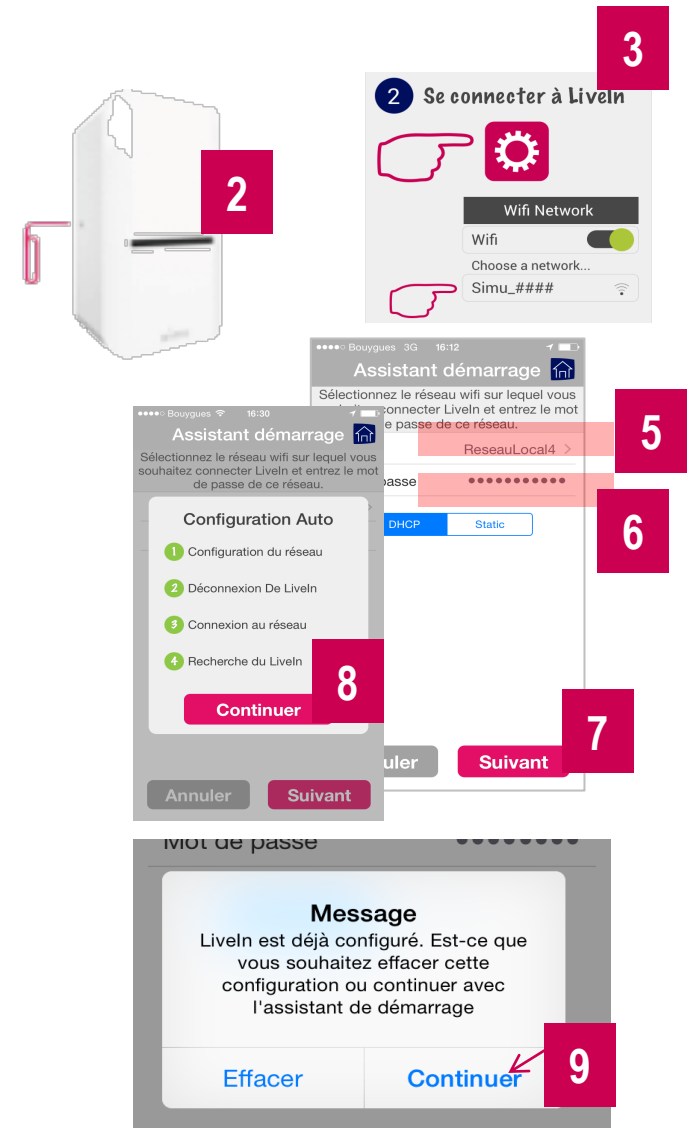 3
2 Se connecter à LiveIn
2
Wifi Network
Wifi
Choose a network...
Simu_####
Bouygues 3G 16:12
Assistant démarrage
Sélectionnez le réseau wifi sur lequel vous
connecter LiveIn et entrez le mot
e passe de ce réseau.
5
ReseauLocal4 >
passe ●●●●●●●●●●●
6
DHCP Static
7
uler Suivant
Bouygues 16:30
Assistant démarrage
Sélectionnez le réseau wifi sur lequel vous
souhaitez connecter LiveIn et entrez le mot
de passe de ce réseau.
Configuration Auto
1 Configuration du réseau
2 Déconnexion De LiveIn
3 Connexion au réseau
4 Recherche du LiveIn
8
Continuer
Annuler Suivant
Mot de passe ●●●●●●●●
Message
LiveIn est déjà configuré. Est-ce que
vous souhaitez effacer cette
configuration ou continuer avec
l'assistant de démarrage
9
Effacer Continuer